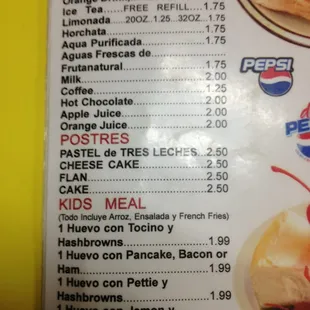 Ice Tea.....FREE REFILL...1.75
Limonada 20OZ..1.25...32OZ...1.75
Horchata.................................1.75
Aqua Purificada......................1.75
Aguas Frescas de
Frutanatural...........................1.75
Milk.........................................2.00
Coffee.....................................1.25
Hot Chocolate.........................2.00
Apple Juice.............................2.00
Orange Juice..........................2.00
POSTRES
PASTEL de TRES LECHES..2.50
CHEESE CAKE....................2.50
FLAN....................................2.50
CAKE...................................2.50
KIDS MEAL
(Todo Incluye Arroz, Ensalada y French Fries)
1 Huevo con Tocino y
Hashbrowns.........................1.99
1 Huevo con Pancake, Bacon or
Ham......................................1.99
1 Huevo con Pettie y
Hashbrowns.........................1.99
1 Huevo con
PEPSI